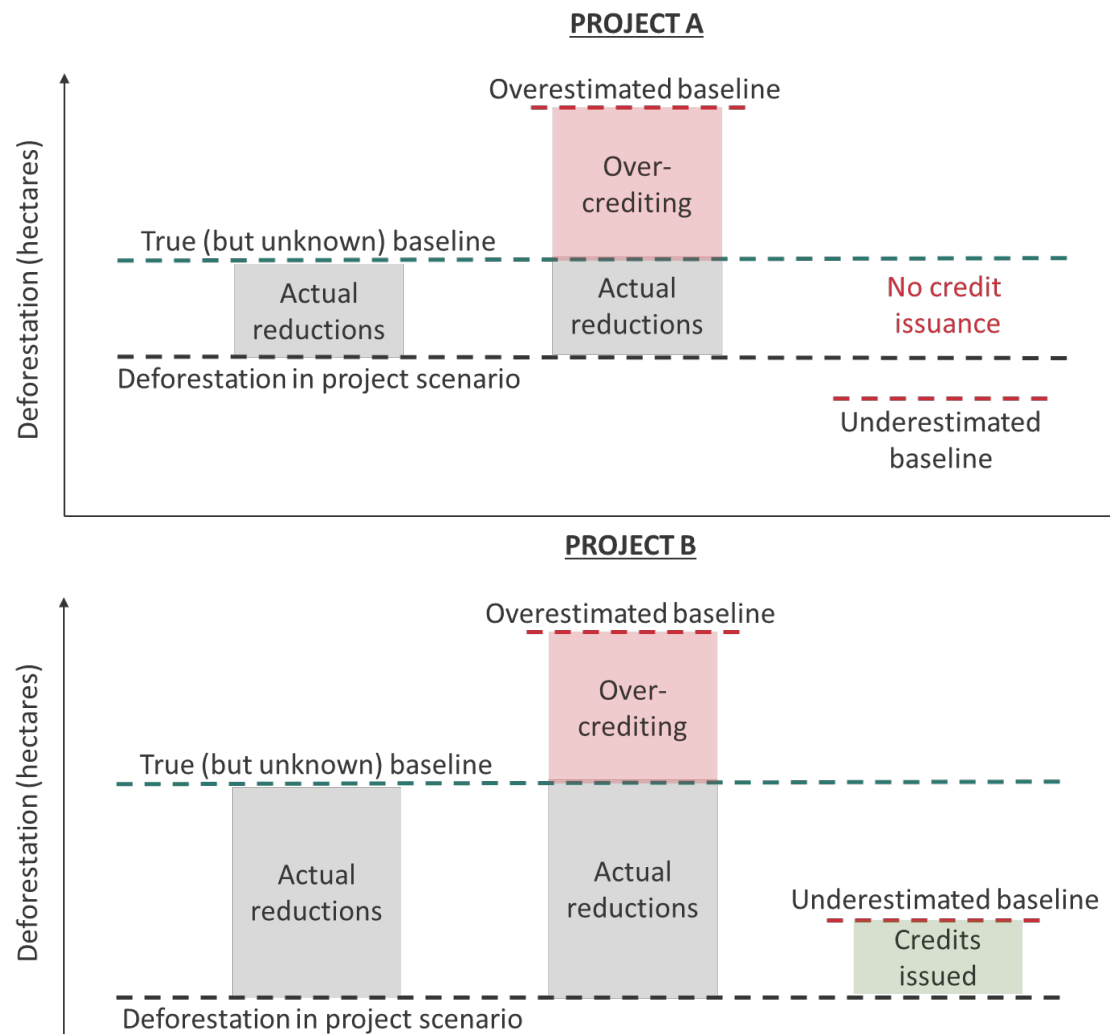 PROJECT A
Deforestation (hectares)
Overestimated baseline
Over-
crediting
True (but unknown) baseline
Actual
reductions
Actual
reductions
No credit
issuance
Deforestation in project scenario
Underestimated
baseline
PROJECT B
Deforestation (hectares)
Overestimated baseline
Over-
crediting
True (but unknown) baseline
Actual
reductions
Actual
reductions
Underestimated baseline
Credits
issued
Deforestation in project scenario